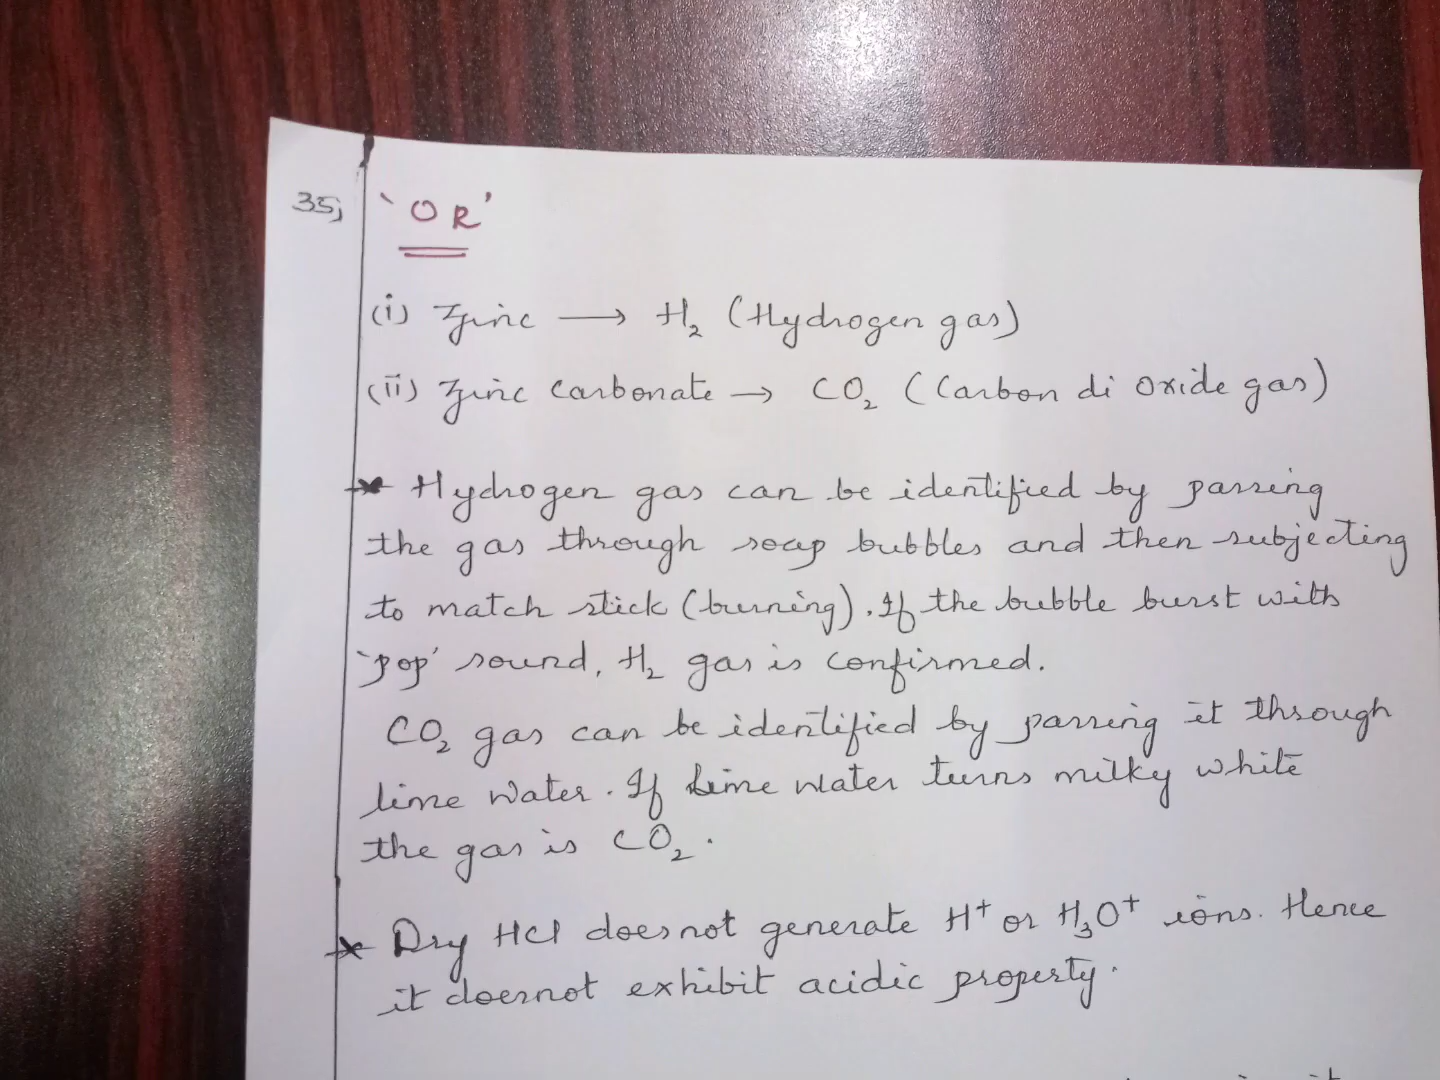 35, 'OR'
(i) Zinc → H₂ (Hydrogen gas)
(ii) Zinc Carbonate → CO₂ (Carbon di oxide gas)
* Hydrogen gas can be identified by passing
the gas through soap bubbles and then subjecting
to match stick (burning). If the bubble burst with
'pop' sound, H₂ gas is confirmed.
CO₂ gas can be identified by passing it through
lime water. If lime water turns milky white
the gas is CO₂.
* Dry HCl does not generate H⁺ or H₃O⁺ ions. Hence
it doesnot exhibit acidic property.